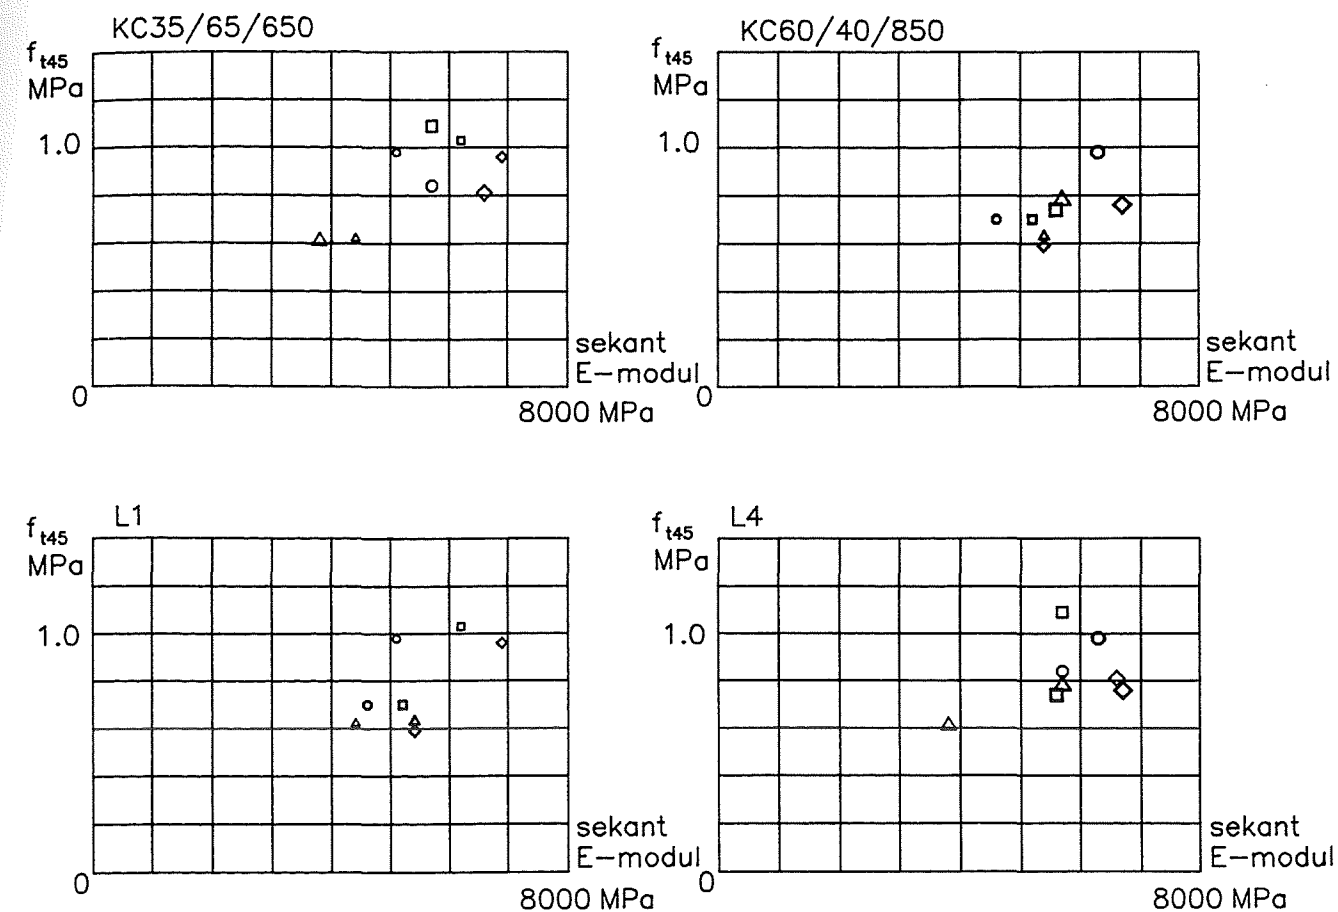 KC35/65/650
f_t45
MPa
1.0
0
sekant
E-modul
8000 MPa
KC60/40/850
f_t45
MPa
1.0
0
sekant
E-modul
8000 MPa
L1
f_t45
MPa
1.0
0
sekant
E-modul
8000 MPa
L4
f_t45
MPa
1.0
0
sekant
E-modul
8000 MPa